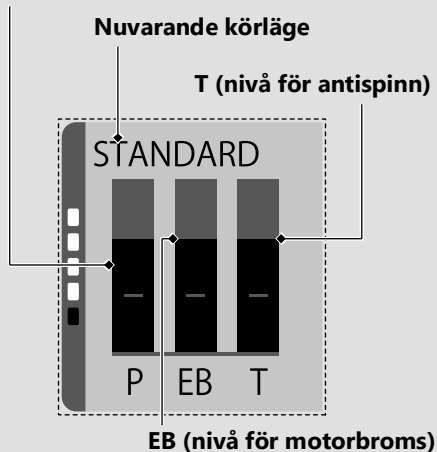 Nuvarande körläge
T (nivå för antispinn)
STANDARD
P EB T
EB (nivå för motorbroms)